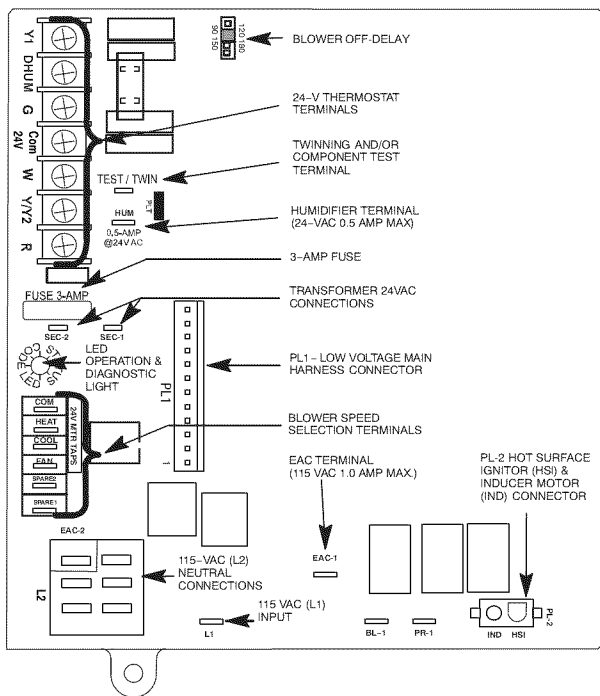 Y1
DHUM
G
Com
24V
W
Y/Y2
R
90
150
120
180
BLOWER OFF-DELAY
24-V THERMOSTAT
TERMINALS
TWINNING AND/OR
COMPONENT TEST
TERMINAL
TEST / TWIN
PLT
HUM
0.5-AMP
@24VAC
HUMIDIFIER TERMINAL
(24-VAC 0.5 AMP MAX)
3-AMP FUSE
FUSE 3-AMP
TRANSFORMER 24VAC
CONNECTIONS
SEC-2
SEC-1
STATUS
CODE
LED
LED
OPERATION &
DIAGNOSTIC
LIGHT
PL1
1
PL1- LOW VOLTAGE MAIN
HARNESS CONNECTOR
COM
HEAT
COOL
FAN
SPARE2
SPARE1
24V MTR TAPS
BLOWER SPEED
SELECTION TERMINALS
EAC TERMINAL
(115 VAC 1.0 AMP MAX.)
PL-2 HOT SURFACE
IGNITOR (HSI) &
INDUCER MOTOR
(IND) CONNECTOR
EAC-2
L2
115-VAC (L2)
NEUTRAL
CONNECTIONS
EAC-1
115 VAC (L1)
INPUT
L1
BL-1
PR-1
IND
HSI
PL-2